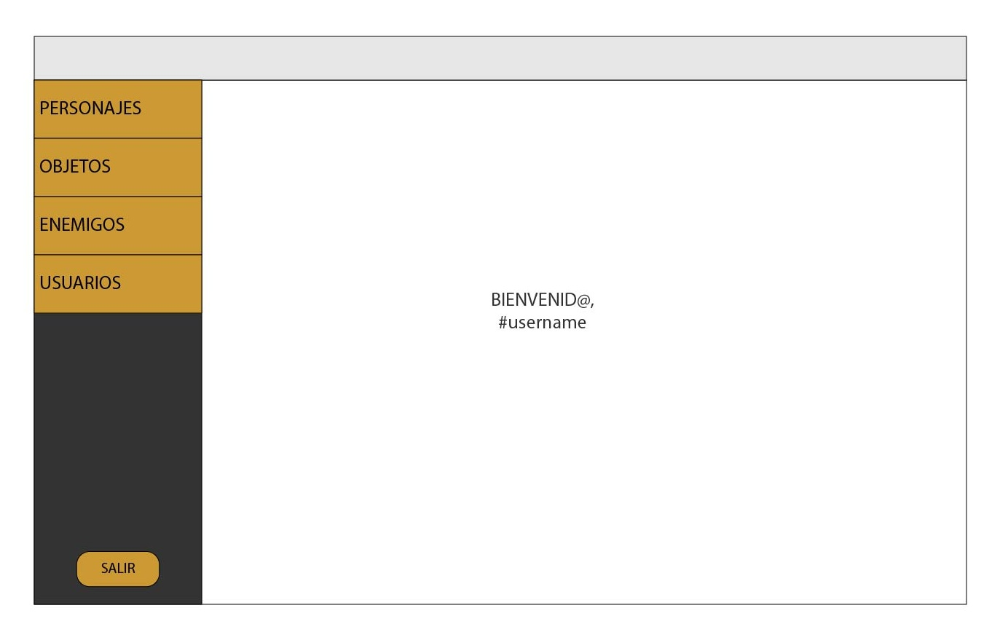 PERSONAJES
OBJETOS
ENEMIGOS
USUARIOS
BIENVENID@,
#username
SALIR